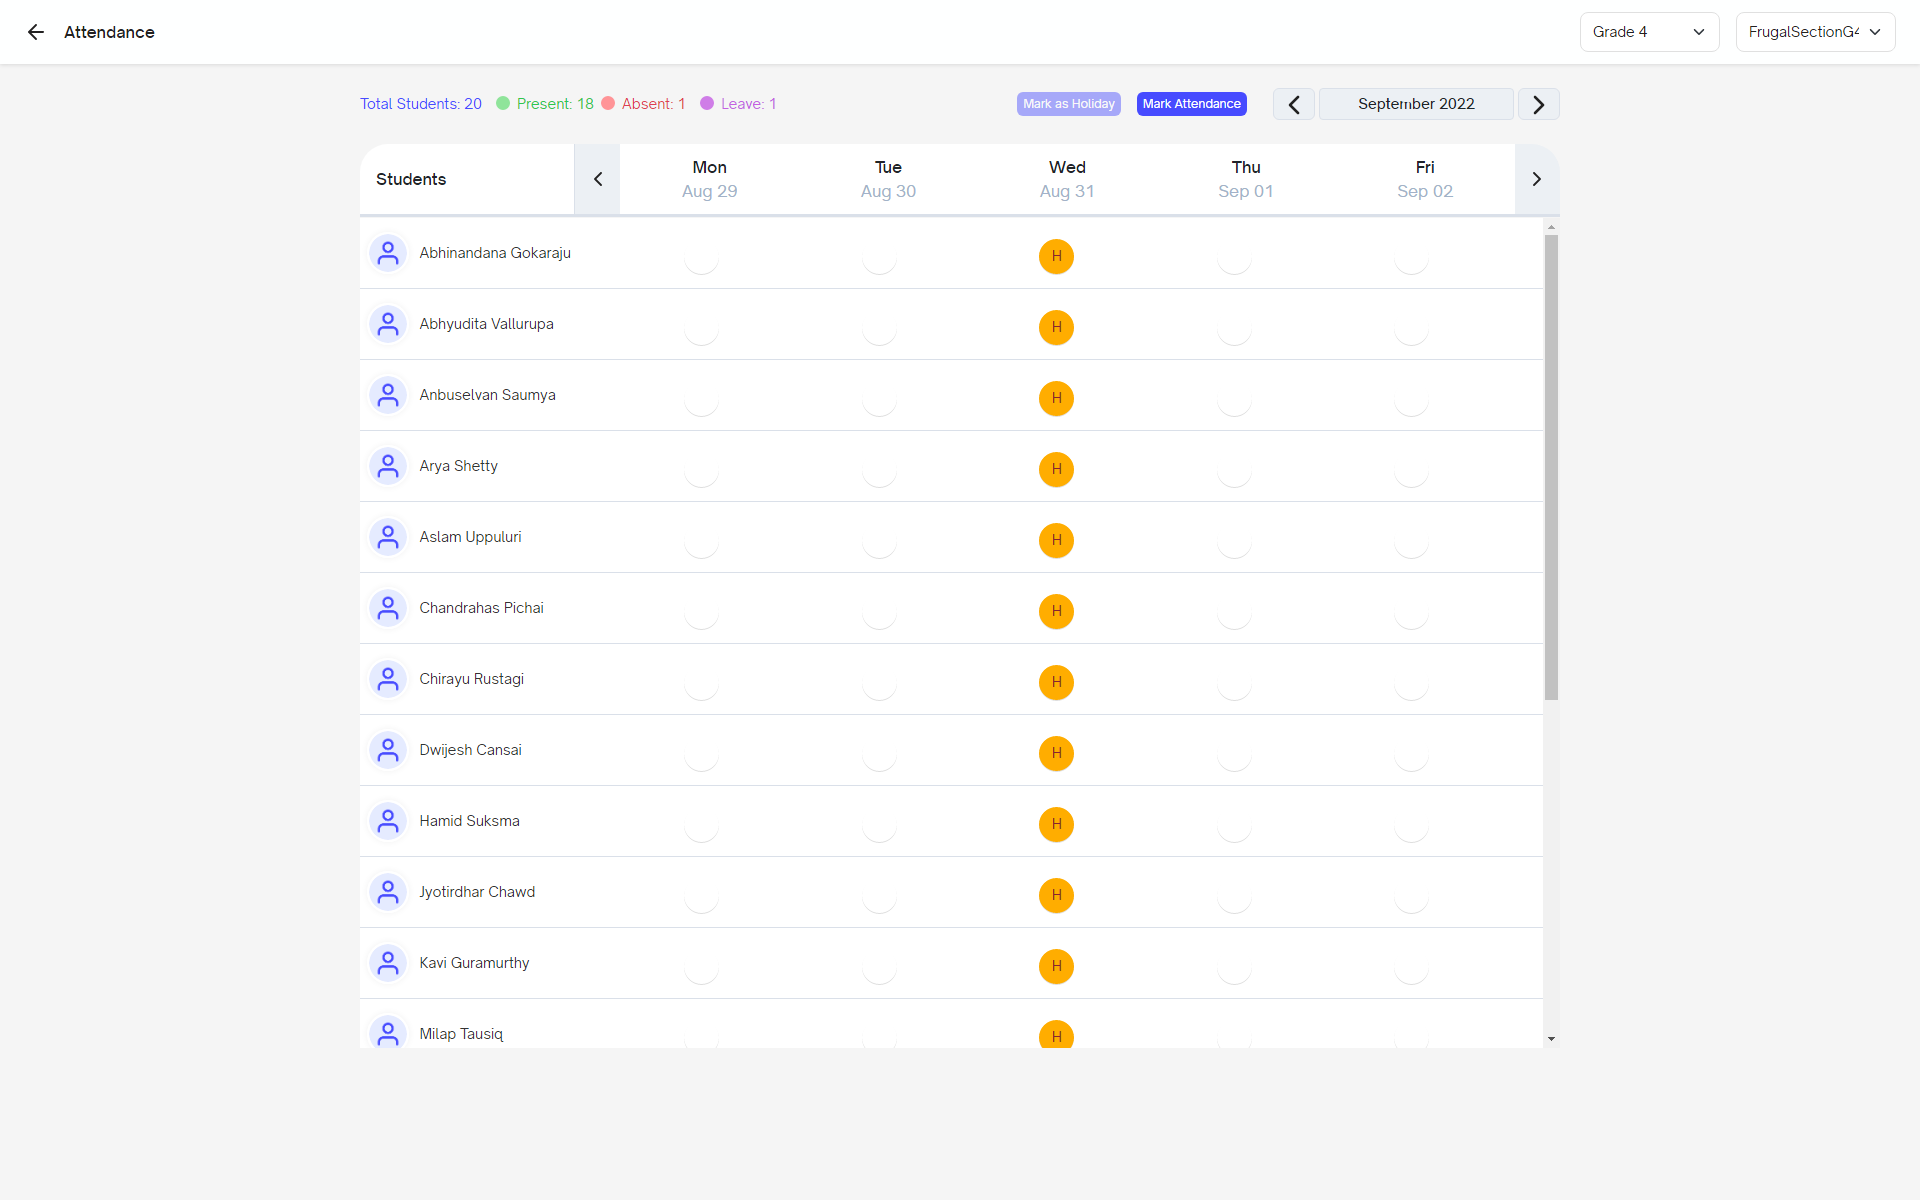 Attendance
Grade 4
FrugalSectionG4
Total Students: 20 Present: 18 Absent: 1 Leave: 1
Mark as Holiday
Mark Attendance
September 2022
Students
Mon Tue Wed Thu Fri
Aug 29 Aug 30 Aug 31 Sep 01 Sep 02
Abhinandana Gokaraju H
Abhyudita Vallurupa H
Anbuselvan Saumya H
Arya Shetty H
Aslam Uppuluri H
Chandrahas Pichai H
Chirayu Rustagi H
Dwijesh Cansai H
Hamid Suksma H
Jyotirdhar Chawd H
Kavi Guramurthy H
Milap Tausiq H